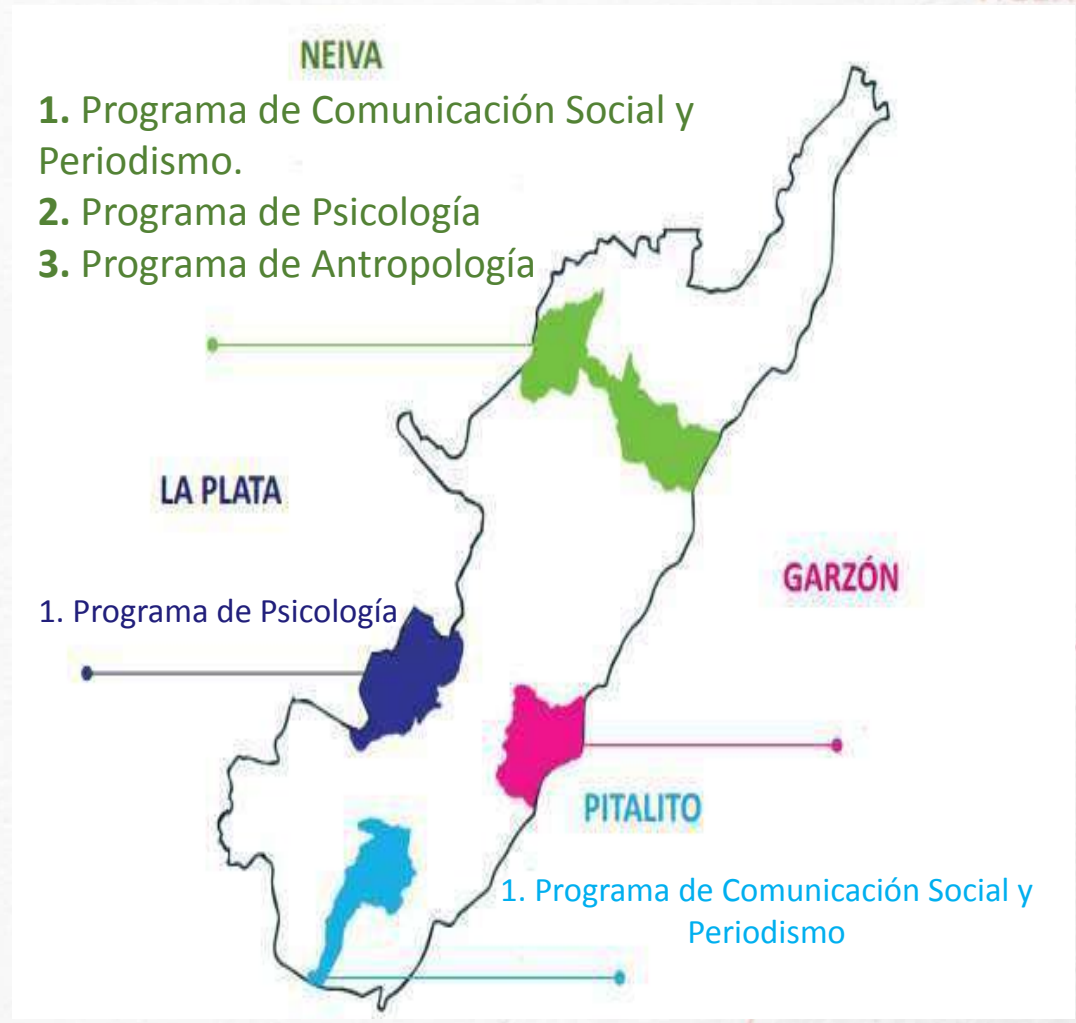 NEIVA
1. Programa de Comunicación Social y
Periodismo.
2. Programa de Psicología
3. Programa de Antropología
LA PLATA
1. Programa de Psicología
GARZÓN
PITALITO
1. Programa de Comunicación Social y
Periodismo